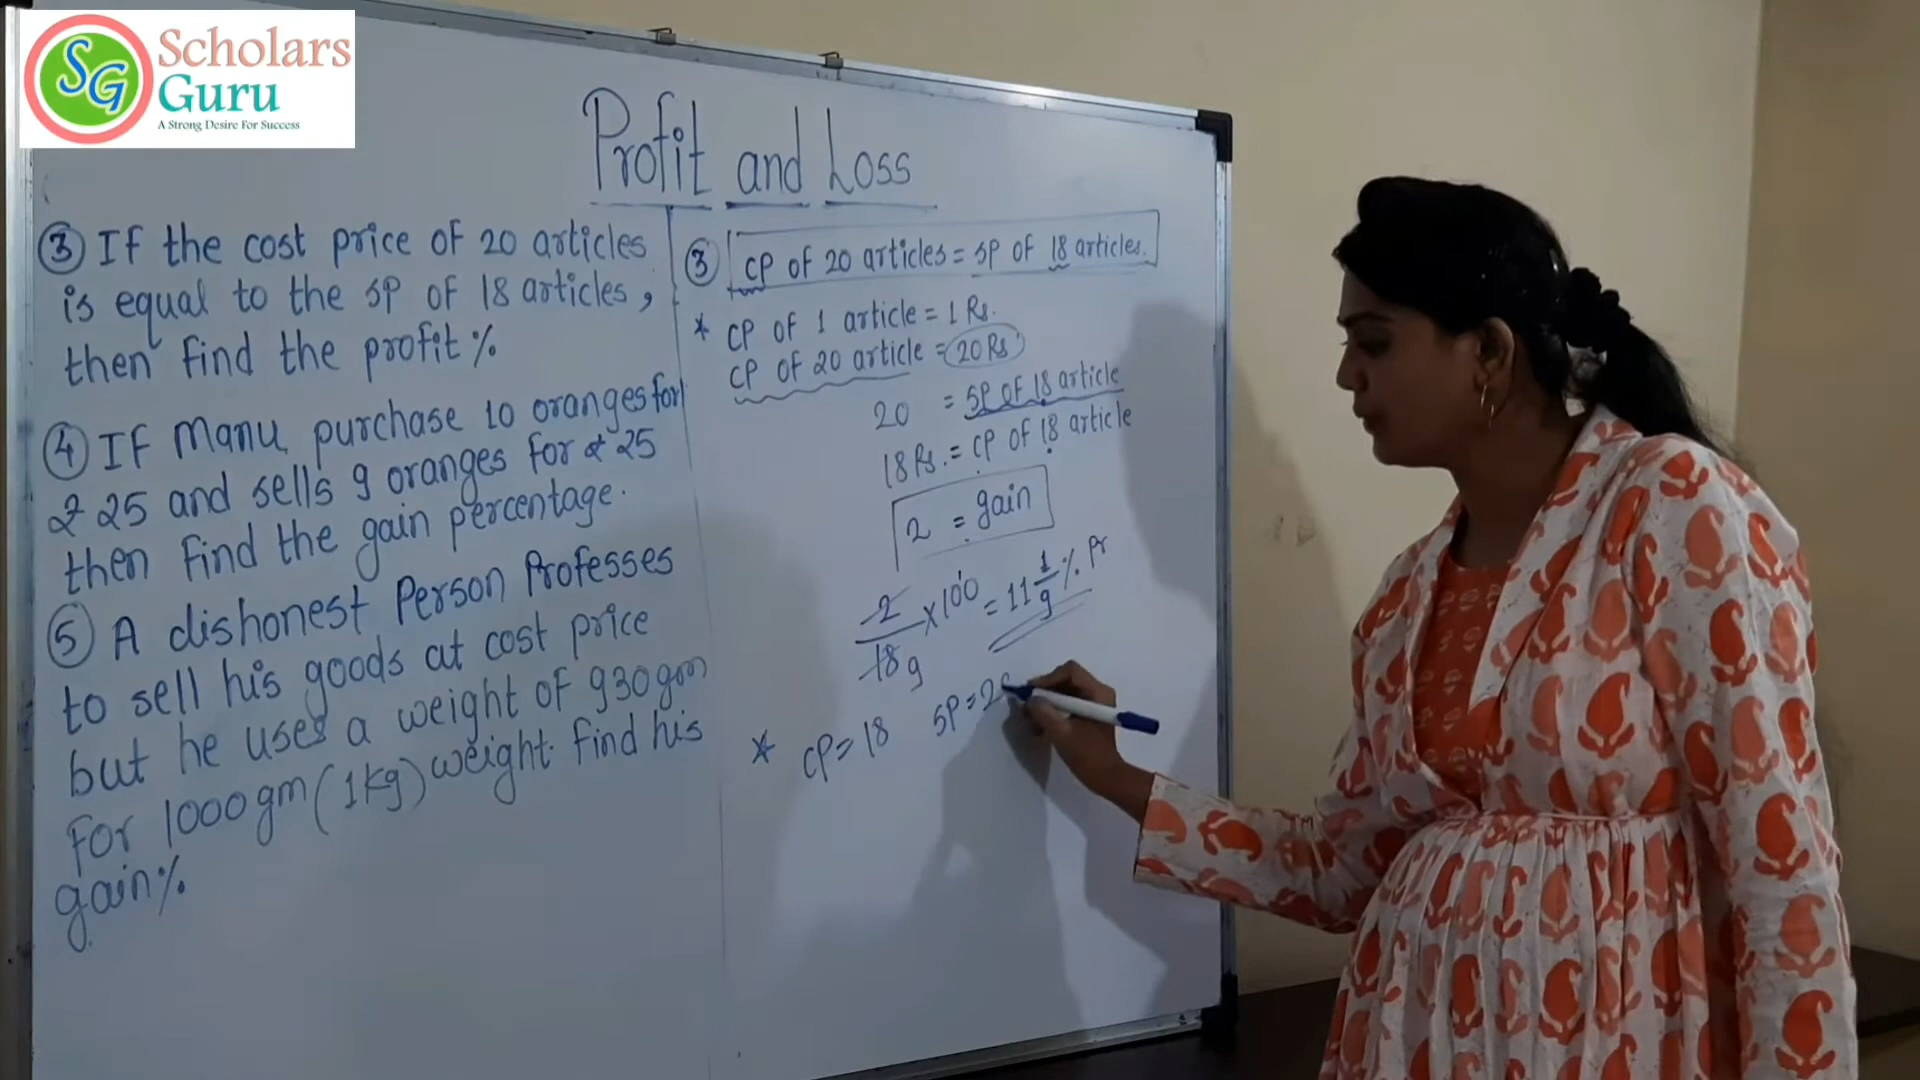 SG Scholars
Guru
A Strong Desire For Success
Profit and Loss
③ If the cost price of 20 articles
is equal to the SP of 18 articles,
then find the profit %
④ If Manu purchase 10 oranges for
₹ 25 and sells 9 oranges for ₹ 25
then find the gain percentage.
⑤ A dishonest Person Professes
to sell his goods at cost price
but he uses a weight of 930 gm
For 1000 gm (1 kg) weight. find his
gain %
③ CP of 20 articles = SP of 18 articles.
* CP of 1 article = 1 Rs.
CP of 20 article = 20 Rs
20 = SP of 18 article
18 Rs. = CP of 18 article
2 = gain
2/18 9 × 100 = 11 1/9 % Pr
* CP = 18 SP = 2